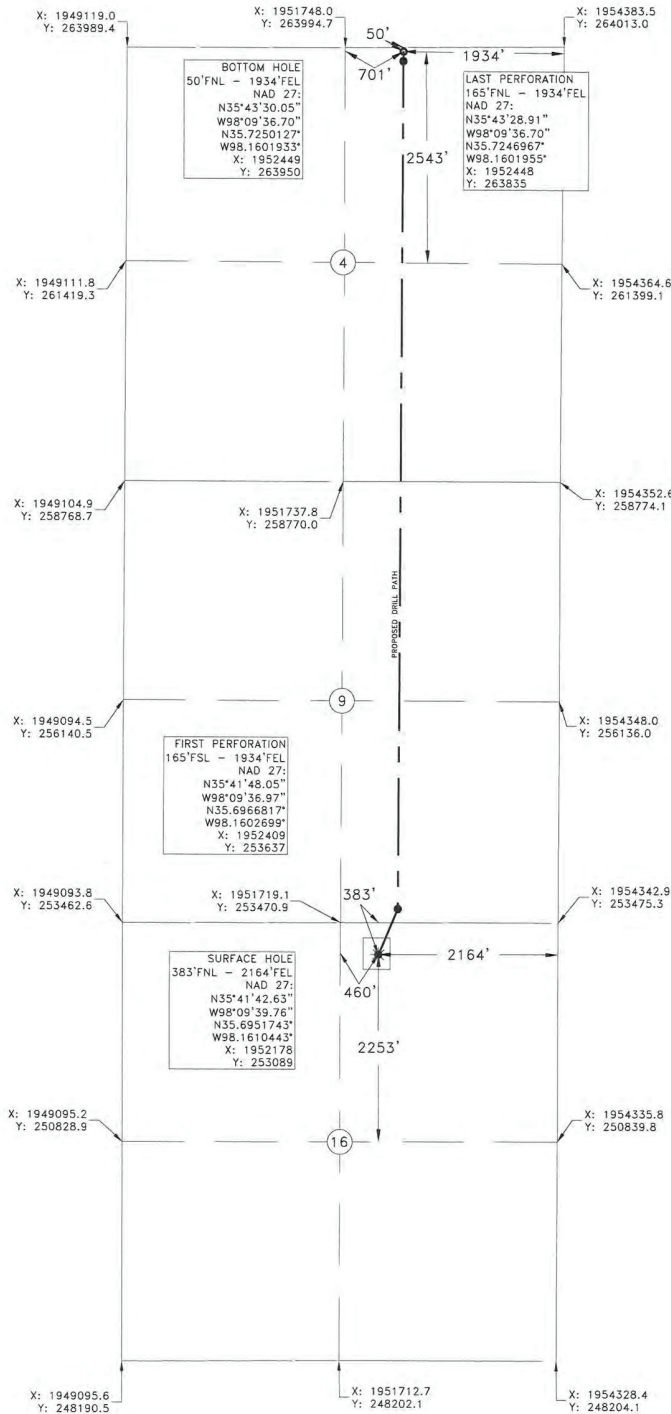 X: 1949119.0
Y: 263989.4
X: 1951748.0
Y: 263994.7
X: 1954383.5
Y: 264013.0
50'
1934'
701'
BOTTOM HOLE
50'FNL - 1934'FEL
NAD 27:
N35°43'30.05"
W98°09'36.70"
N35.7250127°
W98.1601933°
X: 1952449
Y: 263950
LAST PERFORATION
165'FNL - 1934'FEL
NAD 27:
N35°43'28.91"
W98°09'36.70"
N35.7246967°
W98.1601955°
X: 1952448
Y: 263835
2543'
4
X: 1949111.8
Y: 261419.3
X: 1954364.6
Y: 261399.1
X: 1949104.9
Y: 258768.7
X: 1951737.8
Y: 258770.0
X: 1954352.6
Y: 258774.1
PROPOSED DRILL PATH
9
X: 1949094.5
Y: 256140.5
X: 1954348.0
Y: 256136.0
FIRST PERFORATION
165'FSL - 1934'FEL
NAD 27:
N35°41'48.05"
W98°09'36.97"
N35.6966817°
W98.1602699°
X: 1952409
Y: 253637
X: 1949093.8
Y: 253462.6
X: 1951719.1
Y: 253470.9
383'
X: 1954342.9
Y: 253475.3
2164'
460'
SURFACE HOLE
383'FNL - 2164'FEL
NAD 27:
N35°41'42.63"
W98°09'39.76"
N35.6951743°
W98.1610443°
X: 1952178
Y: 253089
2253'
X: 1949095.2
Y: 250828.9
16
X: 1954335.8
Y: 250839.8
X: 1949095.6
Y: 248190.5
X: 1951712.7
Y: 248202.1
X: 1954328.4
Y: 248204.1